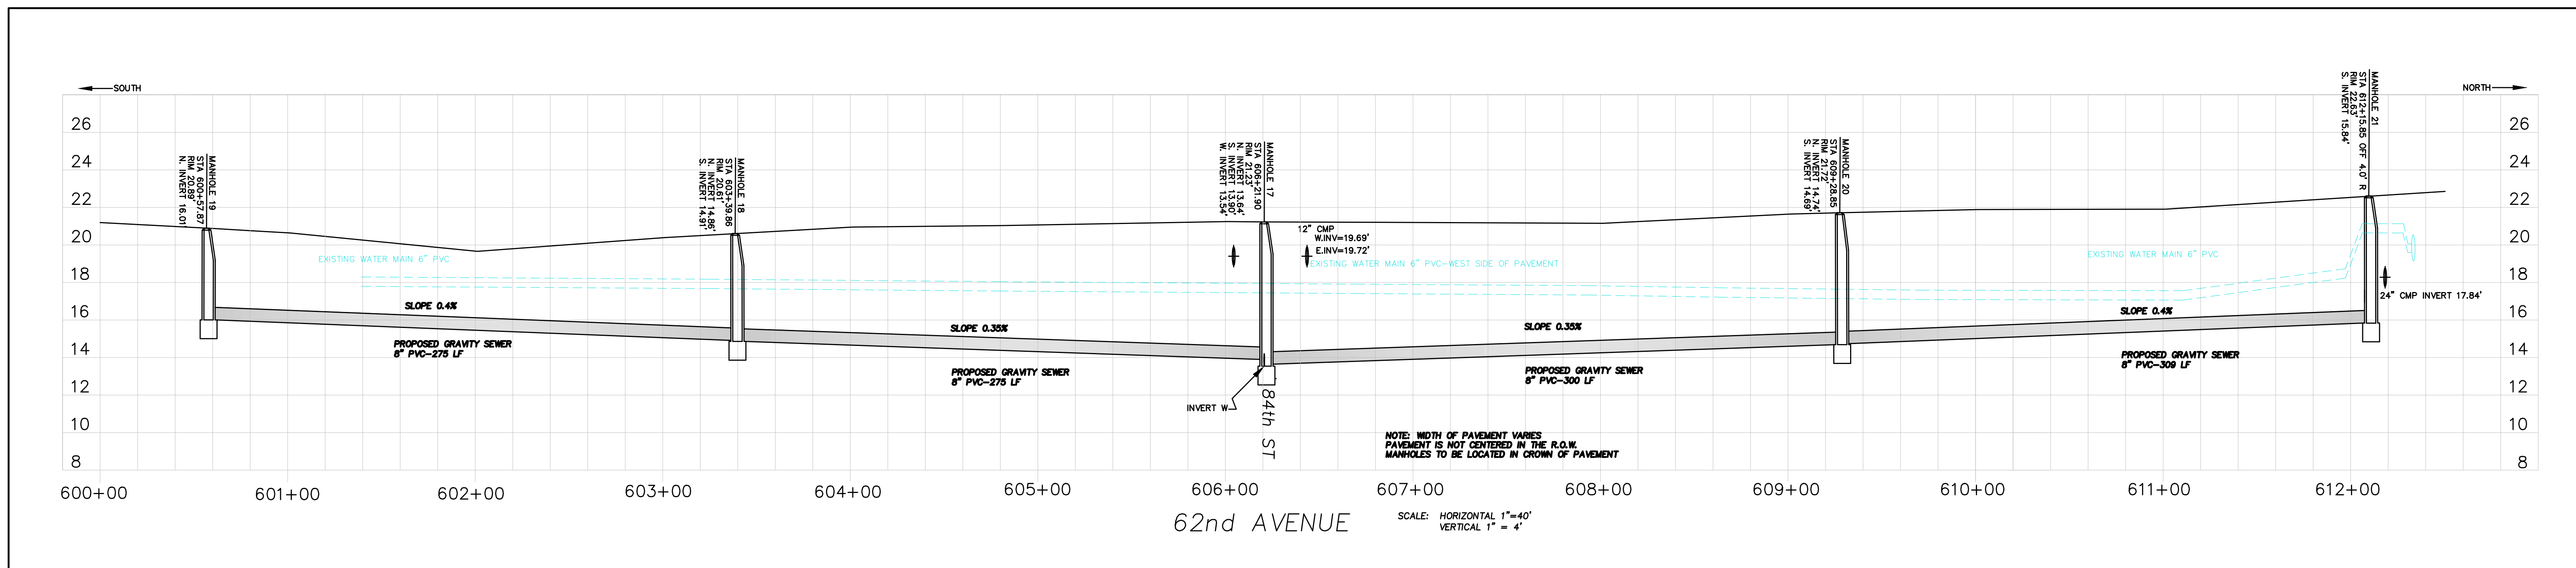 SOUTH
NORTH
26
24
22
20
18
16
14
12
10
8
MANHOLE 19
STA 600+57.87
RIM 20.89'
N. INVERT 16.01'
MANHOLE 18
STA 603+39.86
RIM 20.61'
N. INVERT 14.86'
S. INVERT 14.91'
MANHOLE 17
STA 606+21.90
RIM 21.23'
N. INVERT 13.64'
S. INVERT 13.90'
W. INVERT 13.54'
MANHOLE 20
STA 609+28.85
RIM 21.72'
N. INVERT 14.74'
S. INVERT 14.69'
MANHOLE 21
STA 612+15.85 OFF 4.0' R
RIM 22.63'
S. INVERT 15.84'
26
24
22
20
18
16
14
12
10
8
EXISTING WATER MAIN 6" PVC
12" CMP
W.INV=19.69'
E.INV=19.72'
EXISTING WATER MAIN 6" PVC-WEST SIDE OF PAVEMENT
EXISTING WATER MAIN 6" PVC
24" CMP INVERT 17.84'
SLOPE 0.4%
SLOPE 0.35%
SLOPE 0.35%
SLOPE 0.4%
PROPOSED GRAVITY SEWER
8" PVC-275 LF
PROPOSED GRAVITY SEWER
8" PVC-275 LF
PROPOSED GRAVITY SEWER
8" PVC-300 LF
PROPOSED GRAVITY SEWER
8" PVC-309 LF
INVERT W
84th ST
NOTE: WIDTH OF PAVEMENT VARIES
PAVEMENT IS NOT CENTERED IN THE R.O.W.
MANHOLES TO BE LOCATED IN CROWN OF PAVEMENT
600+00
601+00
602+00
603+00
604+00
605+00
606+00
607+00
608+00
609+00
610+00
611+00
612+00
62nd AVENUE
SCALE: HORIZONTAL 1"=40'
VERTICAL 1" = 4'